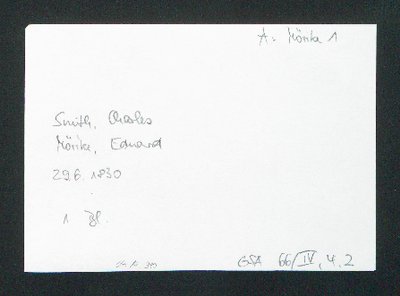 A: Mörike 1
Smith, Charles
Mörike, Eduard
29.6.1830
1 Bl.
GSA 66/IV, 4, 2